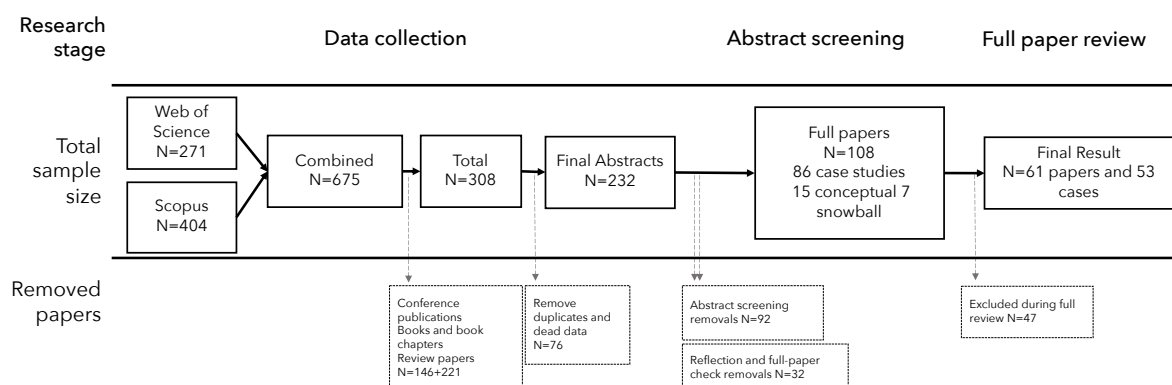 Research
stage
Data collection
Abstract screening
Full paper review
Total
sample
size
Web of
Science
N=271
Scopus
N=404
Combined
N=675
Total
N=308
Final Abstracts
N=232
Full papers
N=108
86 case studies
15 conceptual 7
snowball
Final Result
N=61 papers and 53
cases
Removed
papers
Conference
publications
Books and book
chapters
Review papers
N=146+221
Remove
duplicates and
dead data
N=76
Abstract screening
removals N=92
Reflection and full-paper
check removals N=32
Excluded during full
review N=47